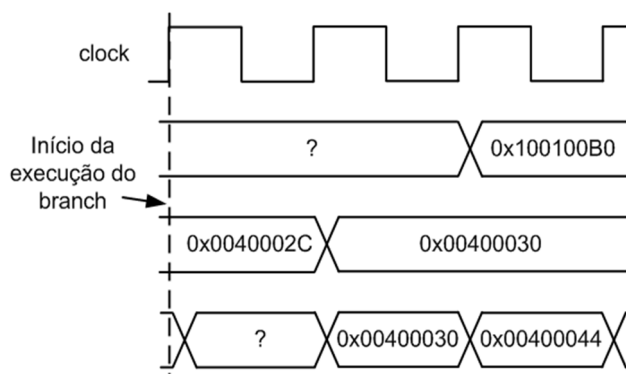 clock
?
0x100100B0
Início da
execução do
branch
0x0040002C
0x00400030
?
0x00400030
0x00400044